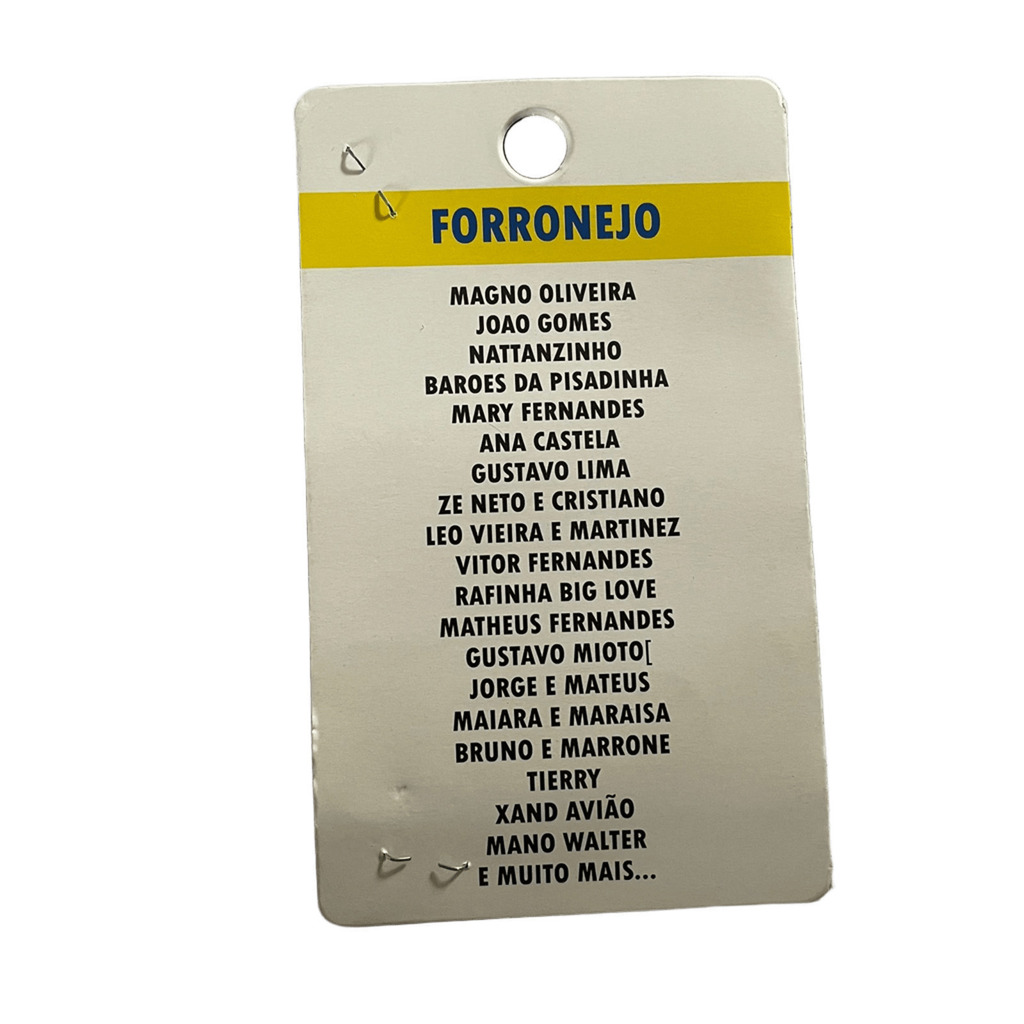 FORRONEJO
MAGNO OLIVEIRA
JOAO GOMES
NATTANZINHO
BAROES DA PISADINHA
MARY FERNANDES
ANA CASTELA
GUSTAVO LIMA
ZE NETO E CRISTIANO
LEO VIEIRA E MARTINEZ
VITOR FERNANDES
RAFINHA BIG LOVE
MATHEUS FERNANDES
GUSTAVO MIOTO[
JORGE E MATEUS
MAIARA E MARAISA
BRUNO E MARRONE
TIERRY
XAND AVIÃO
MANO WALTER
E MUITO MAIS...